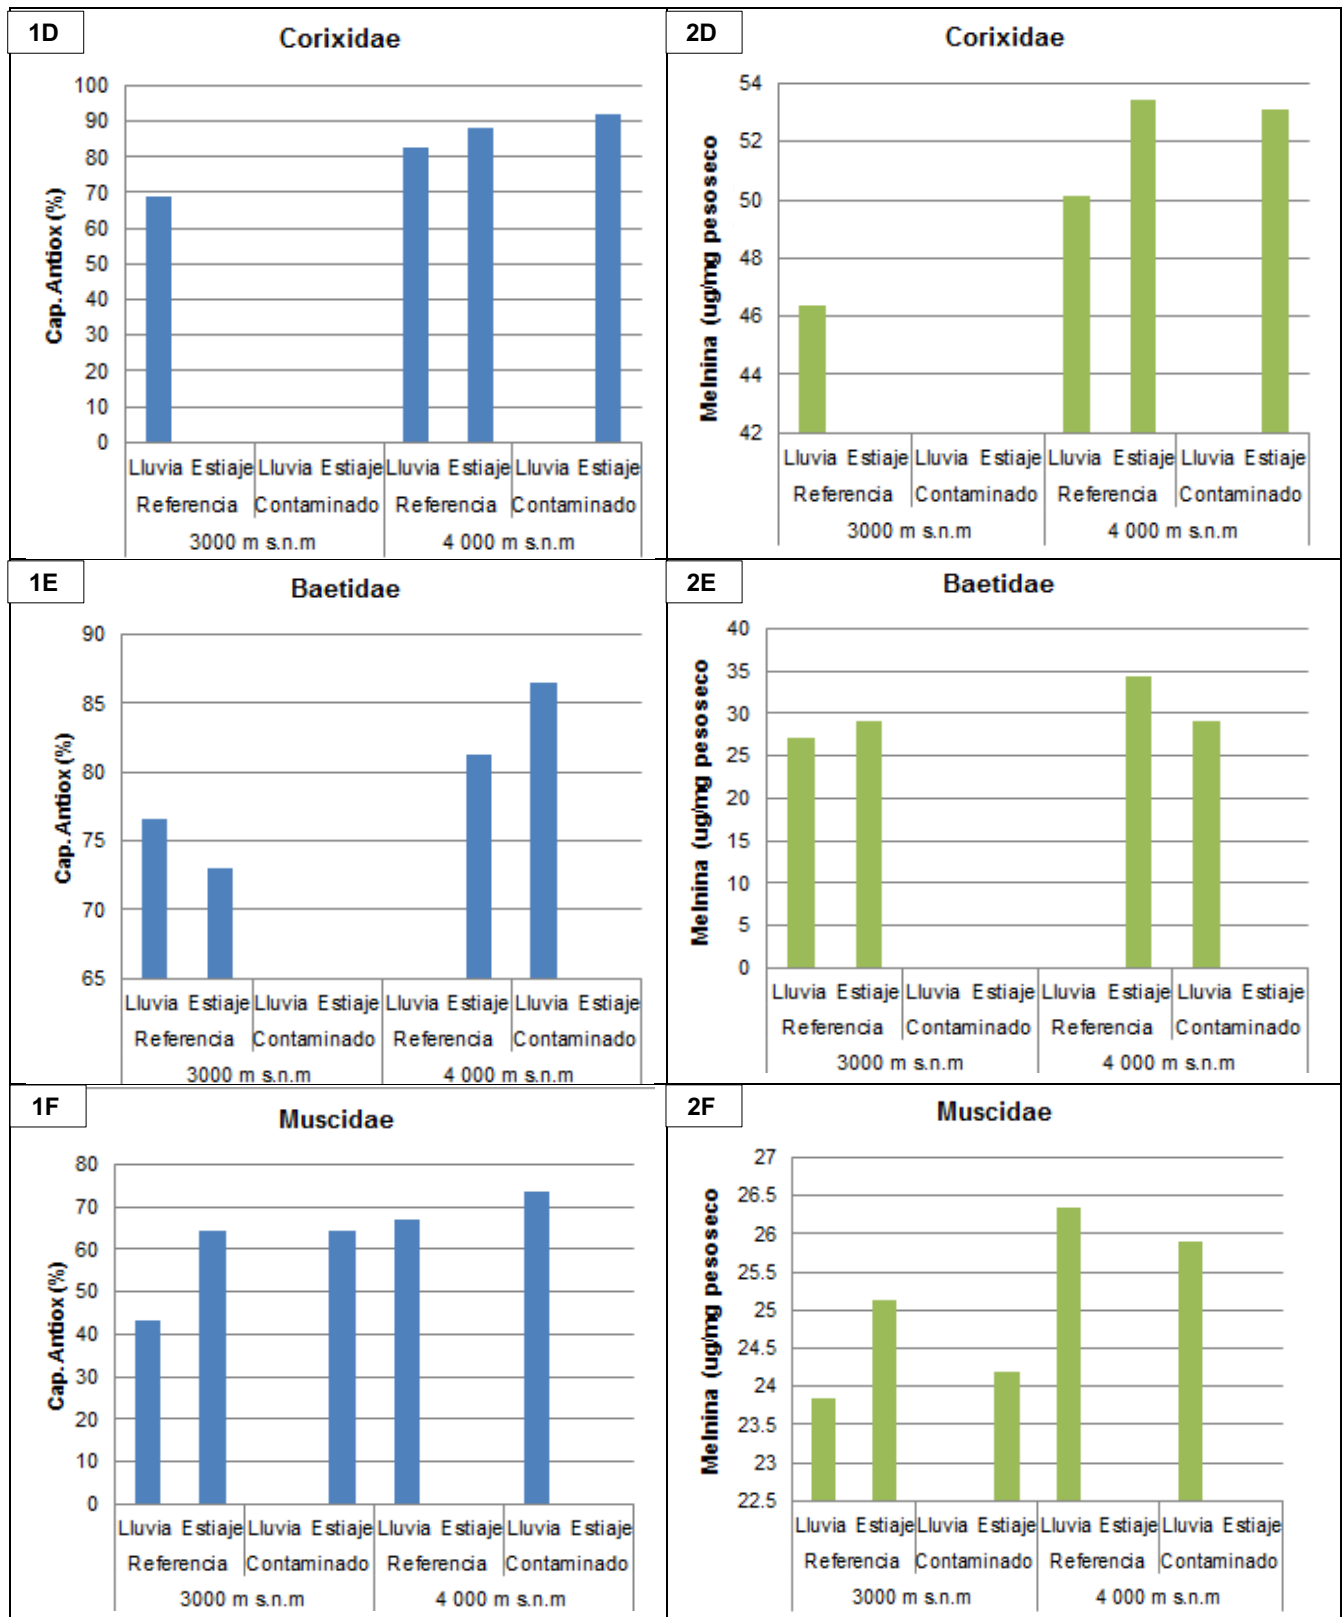 1D
Corixidae
Cap. Antiox (%)
100
90
80
70
60
50
40
30
20
10
0
Lluvia Estiaje Lluvia Estiaje Lluvia Estiaje Lluvia Estiaje
Referencia Contaminado Referencia Contaminado
3000 m s.n.m 4 000 m s.n.m
2D
Corixidae
Melnina (ug/mg pesoseco
54
52
50
48
46
44
42
Lluvia Estiaje Lluvia Estiaje Lluvia Estiaje Lluvia Estiaje
Referencia Contaminado Referencia Contaminado
3000 m s.n.m 4 000 m s.n.m
1E
Baetidae
Cap. Antiox (%)
90
85
80
75
70
65
Lluvia Estiaje Lluvia Estiaje Lluvia Estiaje Lluvia Estiaje
Referencia Contaminado Referencia Contaminado
3000 m s.n.m 4 000 m s.n.m
2E
Baetidae
Melnina (ug/mg pesoseco
40
35
30
25
20
15
10
5
0
Lluvia Estiaje Lluvia Estiaje Lluvia Estiaje Lluvia Estiaje
Referencia Contaminado Referencia Contaminado
3000 m s.n.m 4 000 m s.n.m
1F
Muscidae
Cap. Antiox (%)
80
70
60
50
40
30
20
10
0
Lluvia Estiaje Lluvia Estiaje Lluvia Estiaje Lluvia Estiaje
Referencia Contaminado Referencia Contaminado
3000 m s.n.m 4 000 m s.n.m
2F
Muscidae
Melnina (ug/mg pesoseco
27
26.5
26
25.5
25
24.5
24
23.5
23
22.5
Lluvia Estiaje Lluvia Estiaje Lluvia Estiaje Lluvia Estiaje
Referencia Contaminado Referencia Contaminado
3000 m s.n.m 4 000 m s.n.m